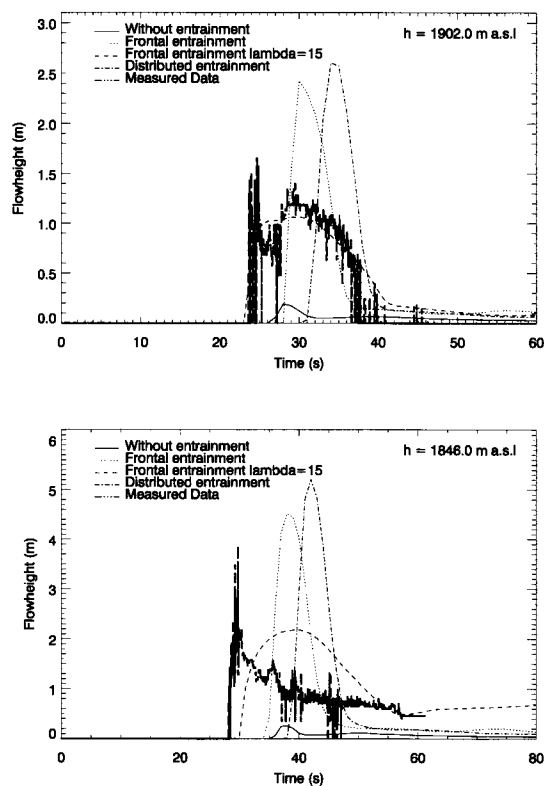 Without entrainment
Frontal entrainment
Frontal entrainment lambda=15
Distributed entrainment
Measured Data
h = 1902.0 m a.s.l
3.0
2.5
2.0
1.5
1.0
0.5
0.0
Flowheight (m)
0 10 20 30 40 50 60
Time (s)
Without entrainment
Frontal entrainment
Frontal entrainment lambda=15
Distributed entrainment
Measured Data
h = 1846.0 m a.s.l
6
5
4
3
2
1
0
Flowheight (m)
0 20 40 60 80
Time (s)